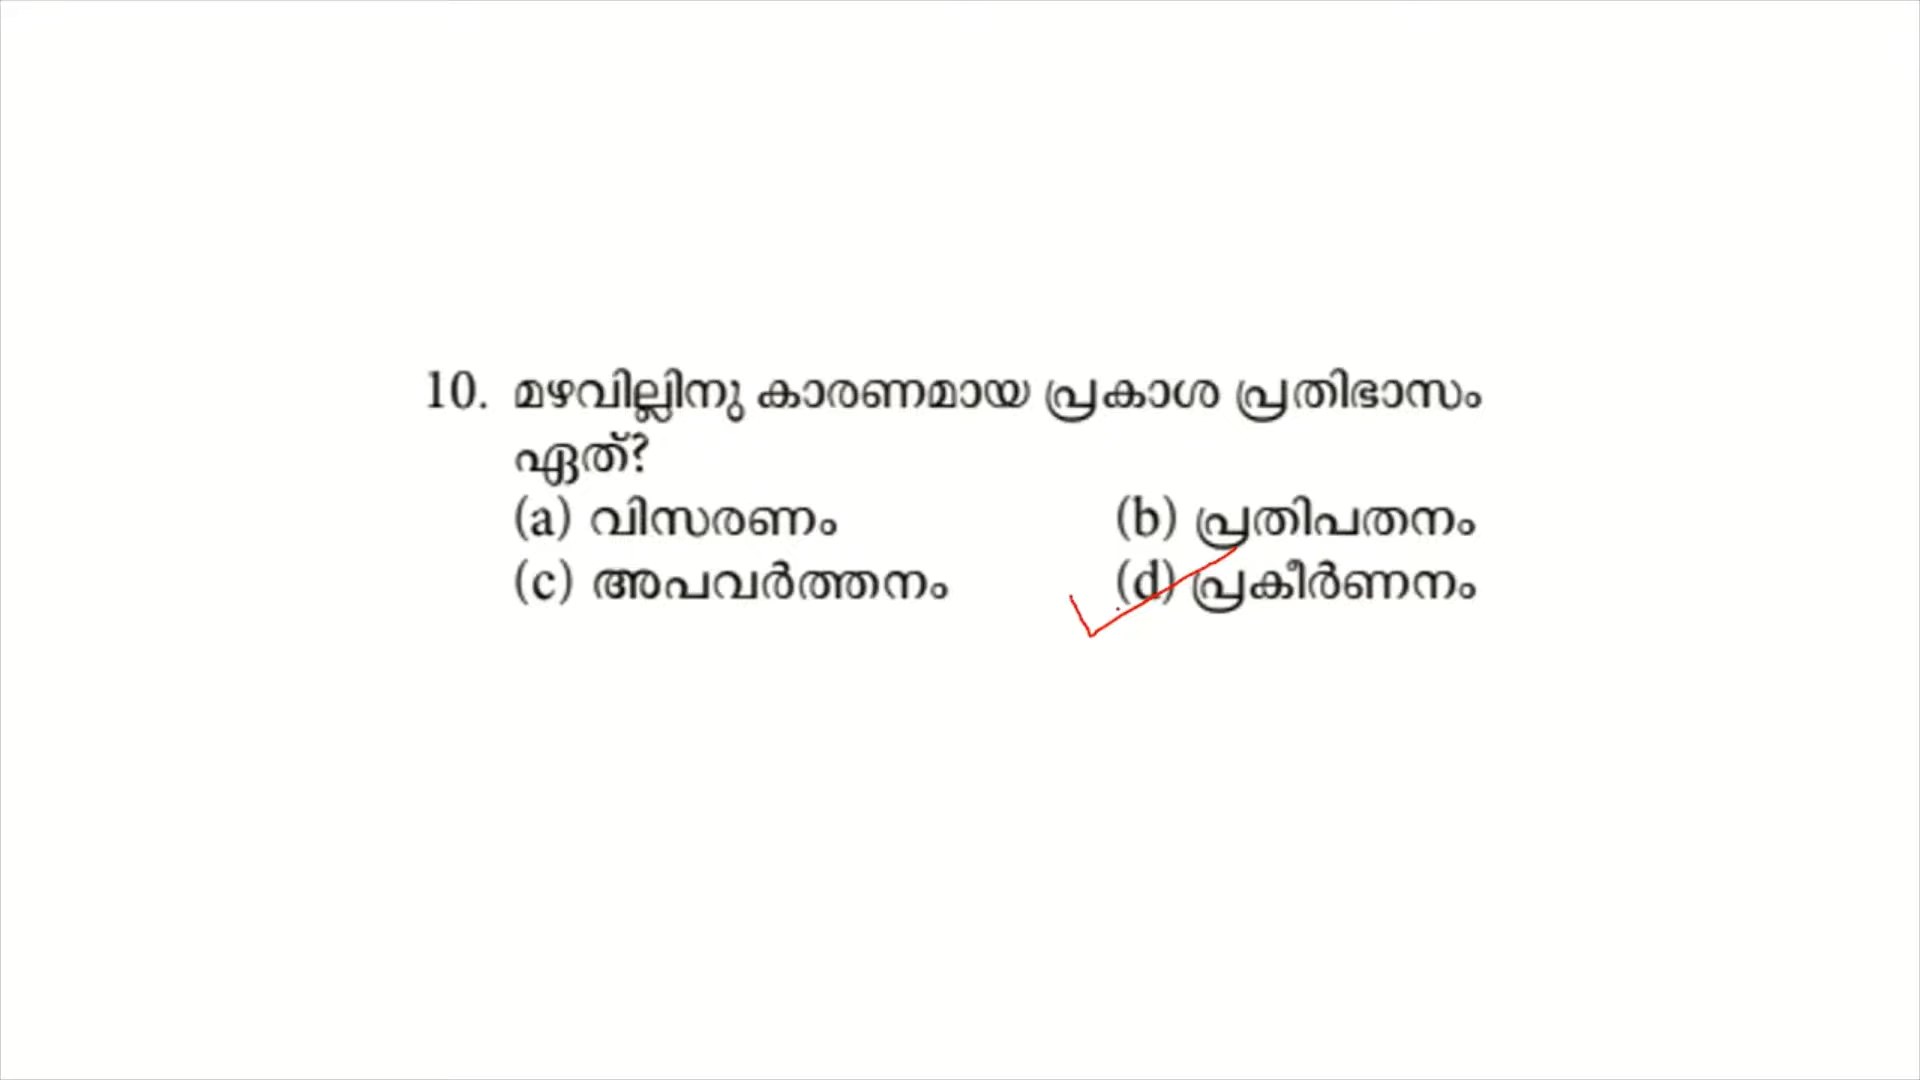 10. മഴവില്ലിനു കാരണമായ പ്രകാശ പ്രതിഭാസം
ഏത്?
(a) വിസരണം (b) പ്രതിപതനം
(c) അപവർത്തനം (d) പ്രകീർണനം